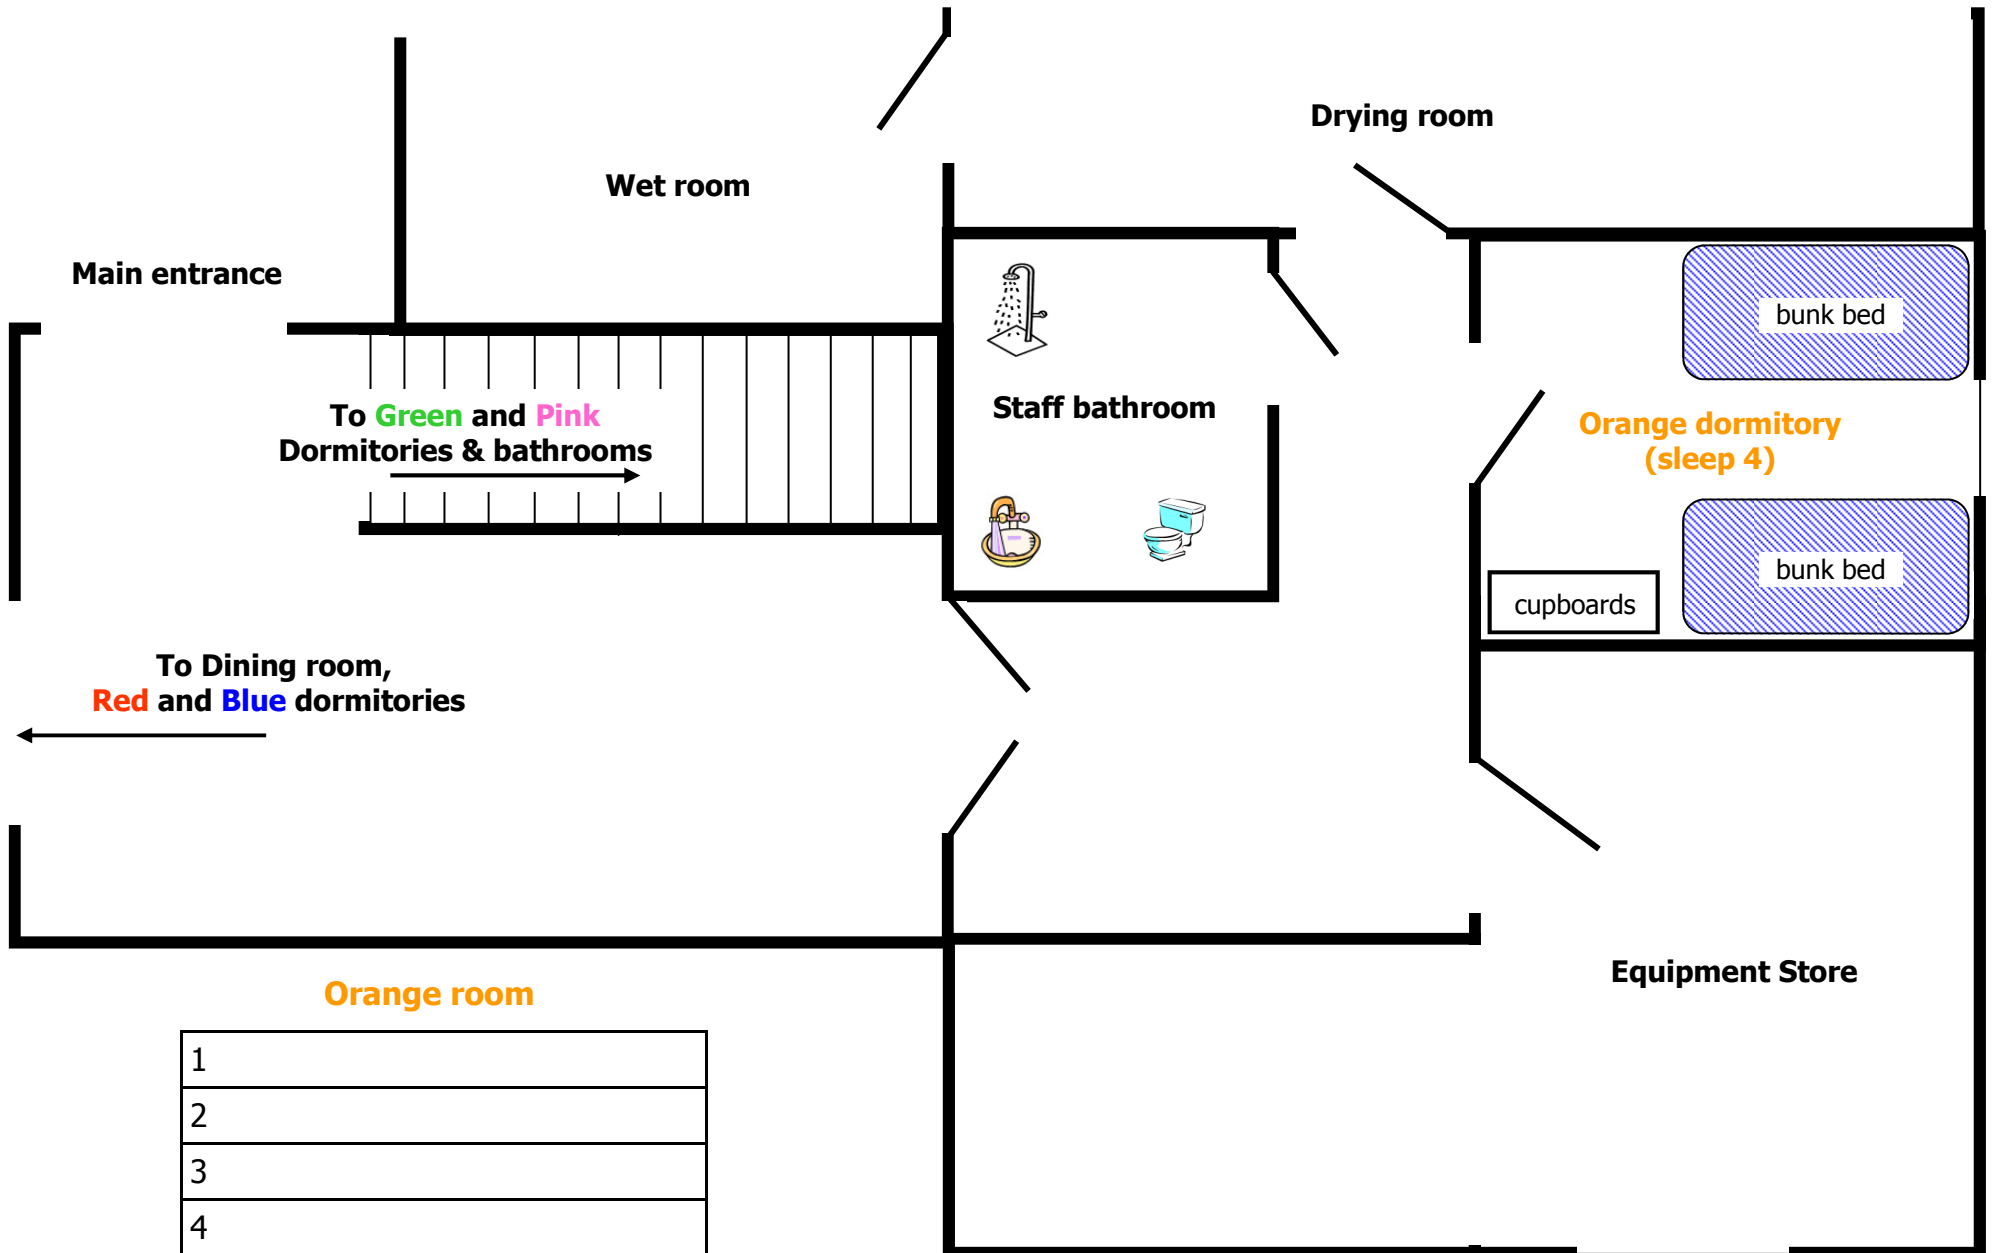 Drying room
Wet room
Main entrance
bunk bed
To Green and Pink
Dormitories & bathrooms
Staff bathroom
Orange dormitory
(sleep 4)
bunk bed
cupboards
To Dining room,
Red and Blue dormitories
Equipment Store
Orange room
1
2
3
4